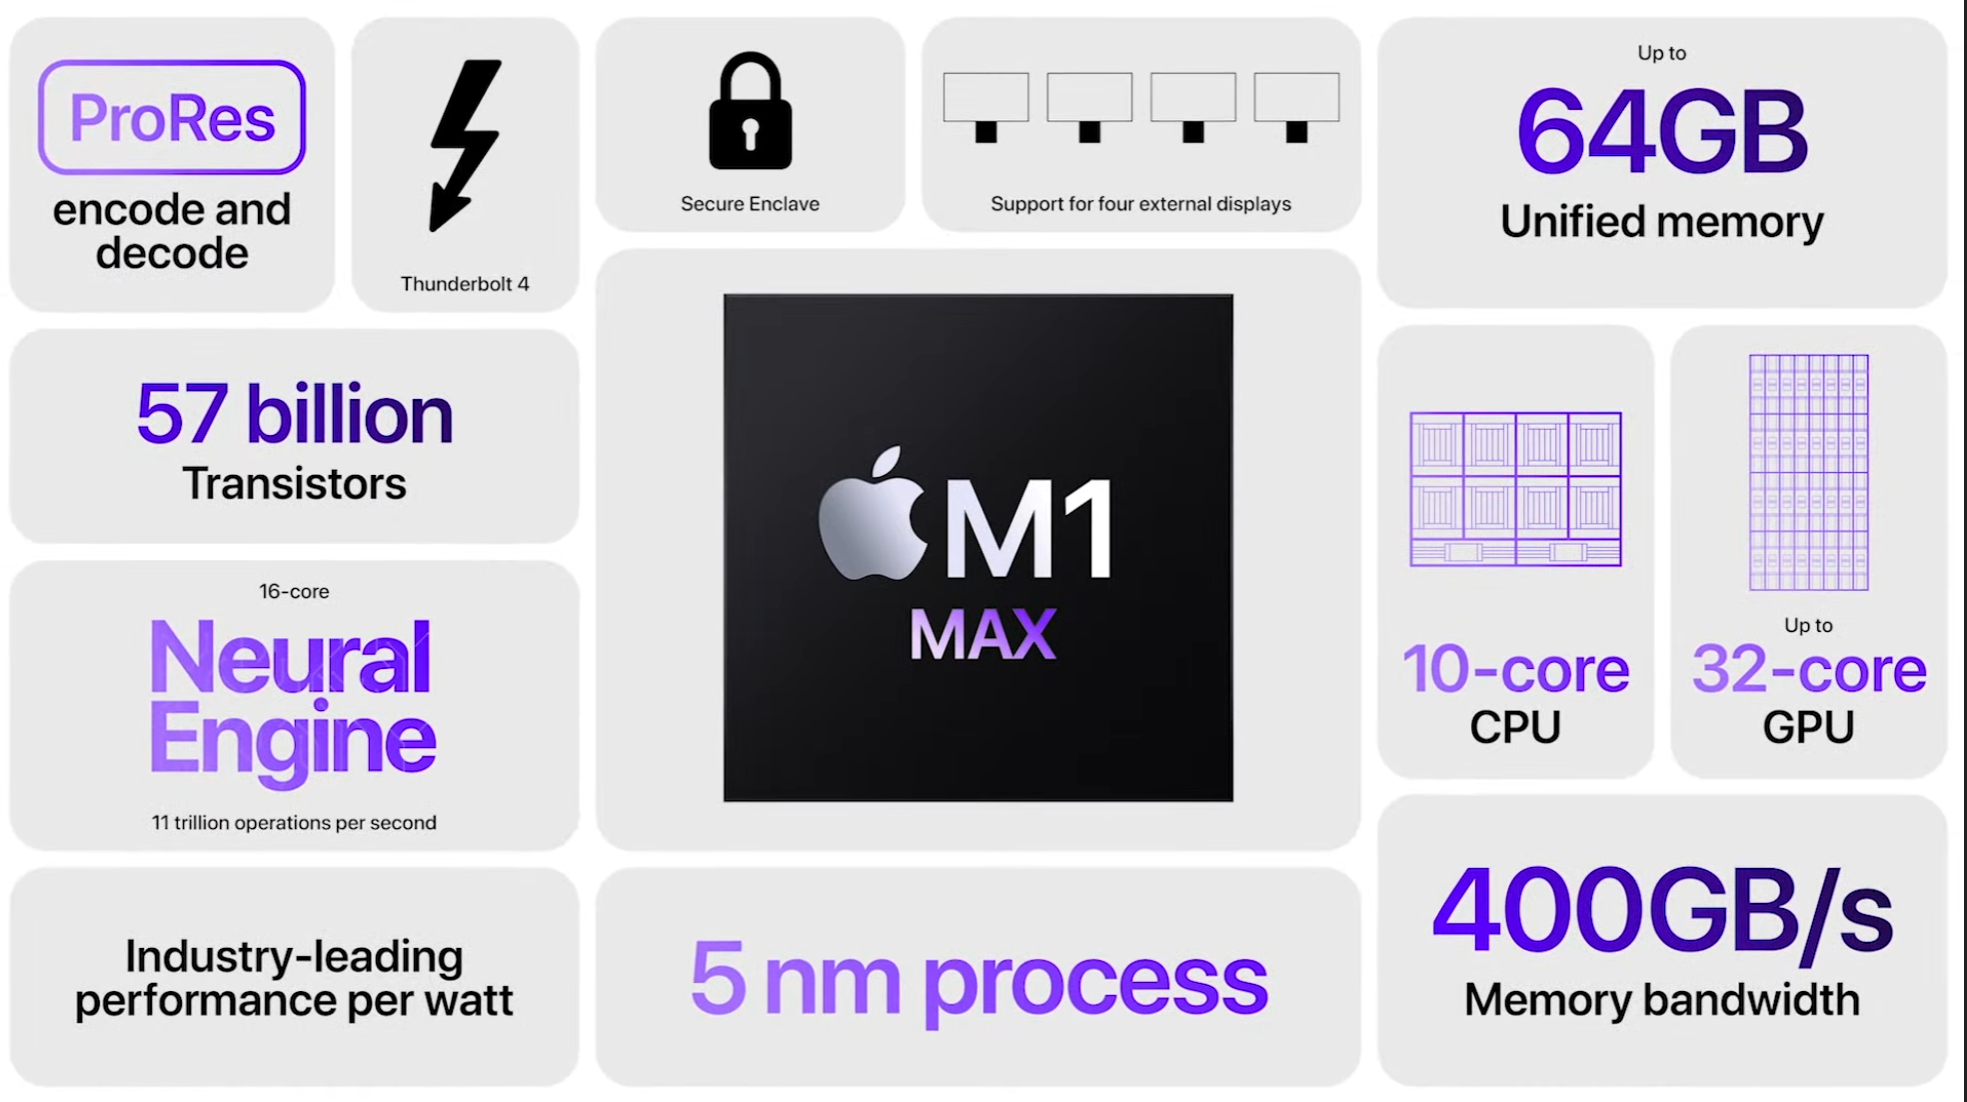 ProRes
encode and
decode
Thunderbolt 4
Secure Enclave
Support for four external displays
Up to
64GB
Unified memory
57 billion
Transistors
M1
MAX
10-core
CPU
Up to
32-core
GPU
16-core
Neural
Engine
11 trillion operations per second
Industry-leading
performance per watt
5 nm process
400GB/s
Memory bandwidth